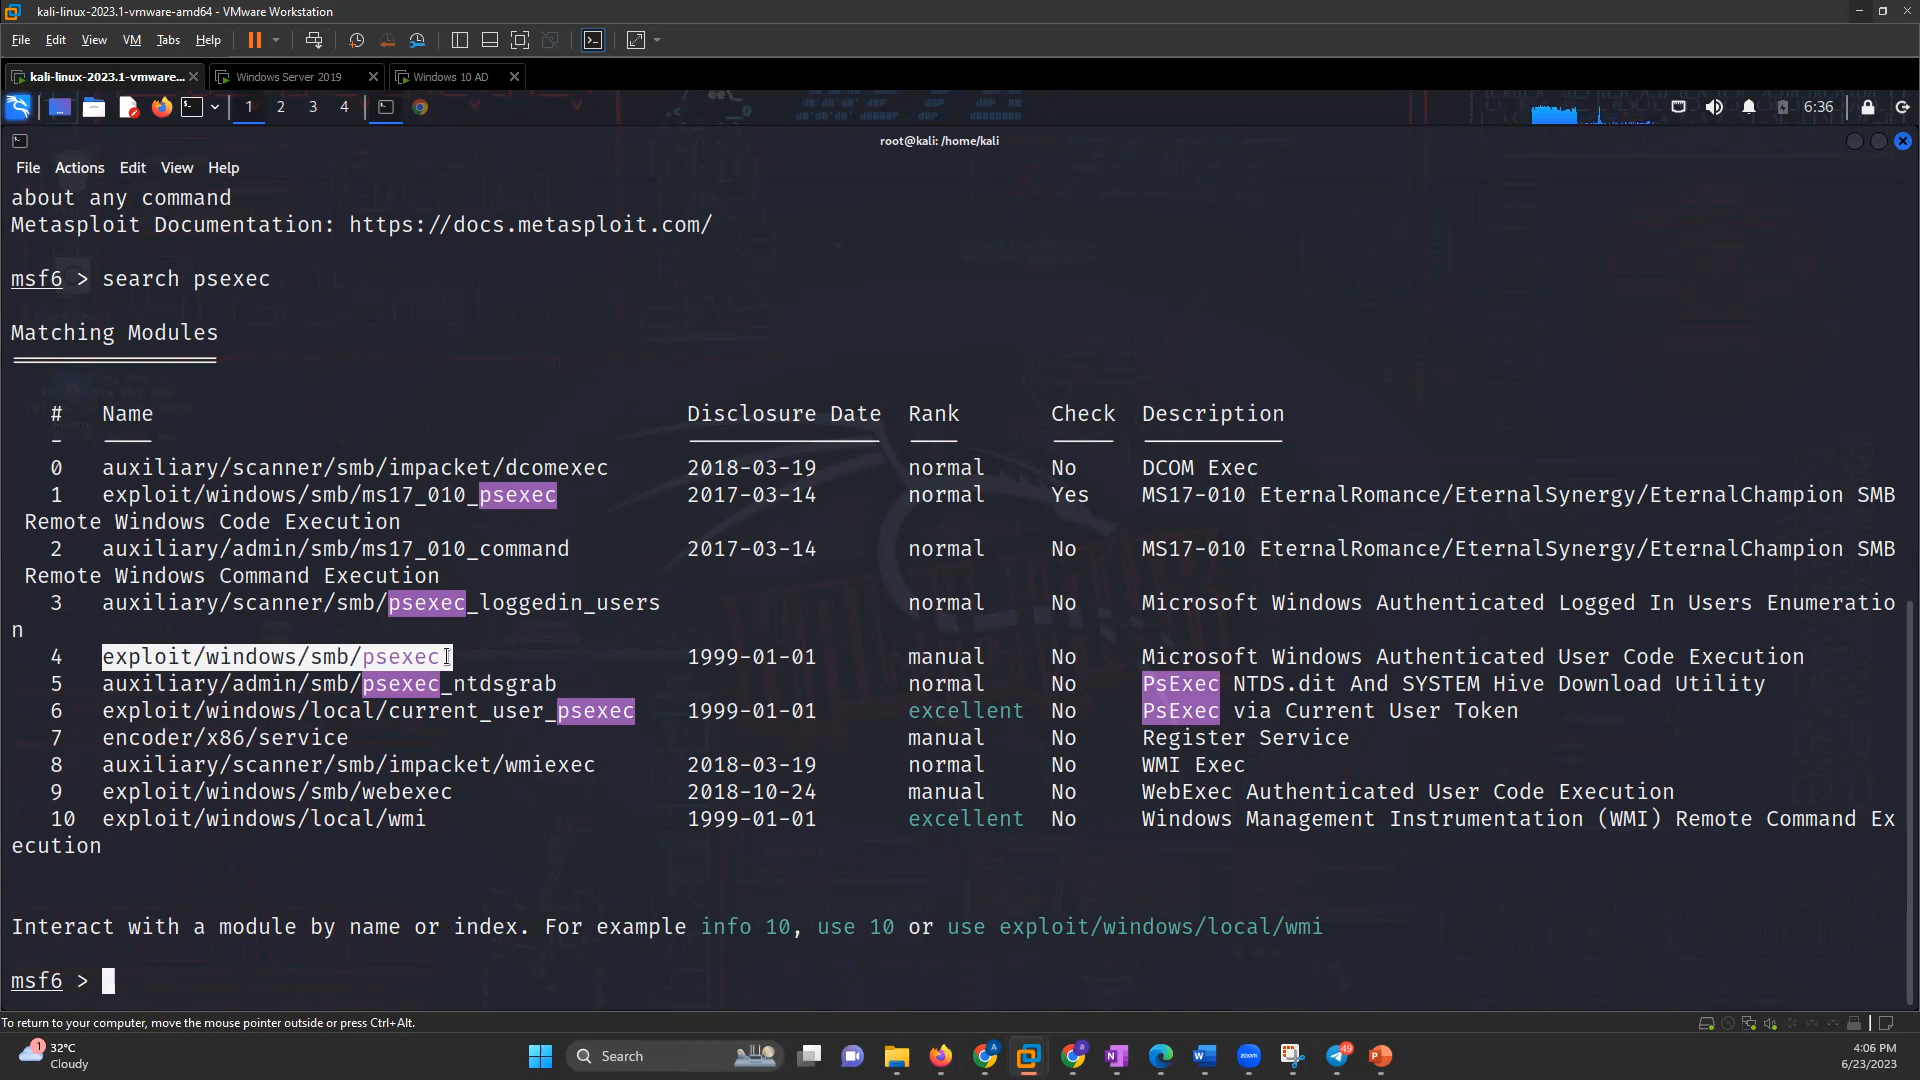 kali-linux-2023.1-vmware-amd64 - VMware Workstation
File Edit View VM Tabs Help
kali-linux-2023.1-vmware... Windows Server 2019 Windows 10 AD
1 2 3 4 6:36
root@kali: /home/kali
File Actions Edit View Help
about any command
Metasploit Documentation: https://docs.metasploit.com/
msf6 > search psexec
Matching Modules
# Name Disclosure Date Rank Check Description
- ---- --------------- ---- ----- -----------
0 auxiliary/scanner/smb/impacket/dcomexec 2018-03-19 normal No DCOM Exec
1 exploit/windows/smb/ms17_010_psexec 2017-03-14 normal Yes MS17-010 EternalRomance/EternalSynergy/EternalChampion SMB
Remote Windows Code Execution
2 auxiliary/admin/smb/ms17_010_command 2017-03-14 normal No MS17-010 EternalRomance/EternalSynergy/EternalChampion SMB
Remote Windows Command Execution
3 auxiliary/scanner/smb/psexec_loggedin_users normal No Microsoft Windows Authenticated Logged In Users Enumeratio
n
4 exploit/windows/smb/psexec 1999-01-01 manual No Microsoft Windows Authenticated User Code Execution
5 auxiliary/admin/smb/psexec_ntdsgrab normal No PsExec NTDS.dit And SYSTEM Hive Download Utility
6 exploit/windows/local/current_user_psexec 1999-01-01 excellent No PsExec via Current User Token
7 encoder/x86/service manual No Register Service
8 auxiliary/scanner/smb/impacket/wmiexec 2018-03-19 normal No WMI Exec
9 exploit/windows/smb/webexec 2018-10-24 manual No WebExec Authenticated User Code Execution
10 exploit/windows/local/wmi 1999-01-01 excellent No Windows Management Instrumentation (WMI) Remote Command Ex
ecution
Interact with a module by name or index. For example info 10, use 10 or use exploit/windows/local/wmi
msf6 >
To return to your computer, move the mouse pointer outside or press Ctrl+Alt.
1 32°C
Cloudy
Search
zoom
49
4:06 PM
6/23/2023